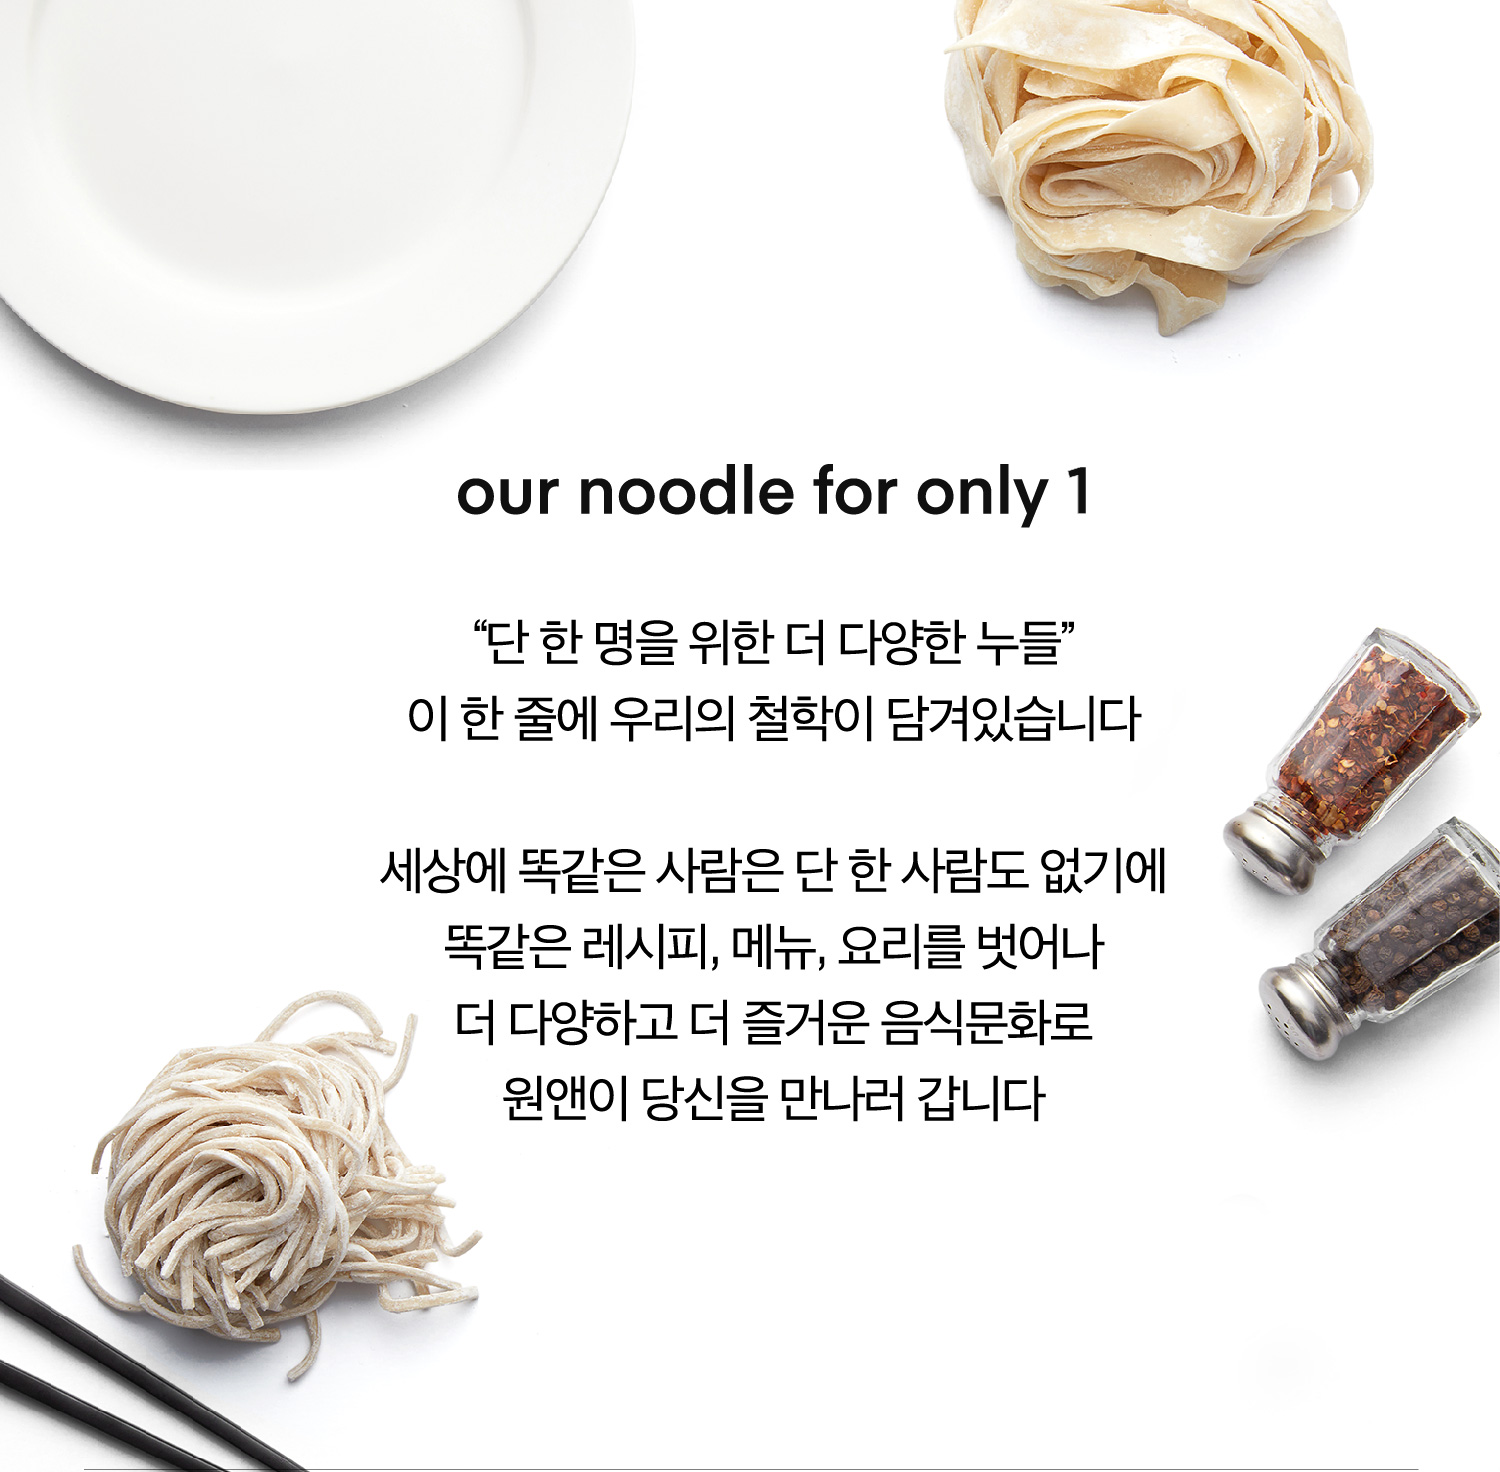 our noodle for only 1
“단 한 명을 위한 더 다양한 누들”
이 한 줄에 우리의 철학이 담겨있습니다
세상에 똑같은 사람은 단 한 사람도 없기에
똑같은 레시피, 메뉴, 요리를 벗어나
더 다양하고 더 즐거운 음식문화로
원앤이 당신을 만나러 갑니다